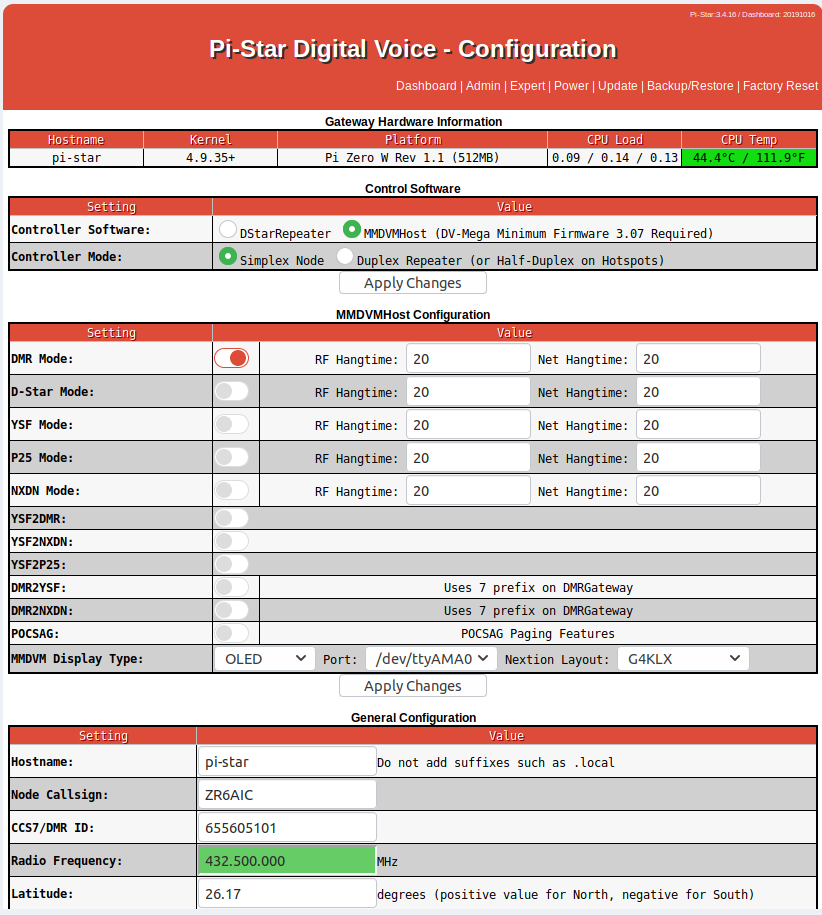 Pi-Star:3.4.16 / Dashboard: 20191016
Pi-Star Digital Voice - Configuration
Dashboard | Admin | Expert | Power | Update | Backup/Restore | Factory Reset
Gateway Hardware Information
Hostname Kernel Platform CPU Load CPU Temp
pi-star 4.9.35+ Pi Zero W Rev 1.1 (512MB) 0.09 / 0.14 / 0.13 44.4°C / 111.9°F
Control Software
Setting Value
Controller Software: DStarRepeater MMDVMHost (DV-Mega Minimum Firmware 3.07 Required)
Controller Mode: Simplex Node Duplex Repeater (or Half-Duplex on Hotspots)
Apply Changes
MMDVMHost Configuration
Setting Value
DMR Mode: RF Hangtime: 20 Net Hangtime: 20
D-Star Mode: RF Hangtime: 20 Net Hangtime: 20
YSF Mode: RF Hangtime: 20 Net Hangtime: 20
P25 Mode: RF Hangtime: 20 Net Hangtime: 20
NXDN Mode: RF Hangtime: 20 Net Hangtime: 20
YSF2DMR:
YSF2NXDN:
YSF2P25:
DMR2YSF: Uses 7 prefix on DMRGateway
DMR2NXDN: Uses 7 prefix on DMRGateway
POCSAG: POCSAG Paging Features
MMDVM Display Type: OLED Port: /dev/ttyAMA0 Nextion Layout: G4KLX
Apply Changes
General Configuration
Setting Value
Hostname: pi-star Do not add suffixes such as .local
Node Callsign: ZR6AIC
CCS7/DMR ID: 655605101
Radio Frequency: 432.500.000 MHz
Latitude: 26.17 degrees (positive value for North, negative for South)